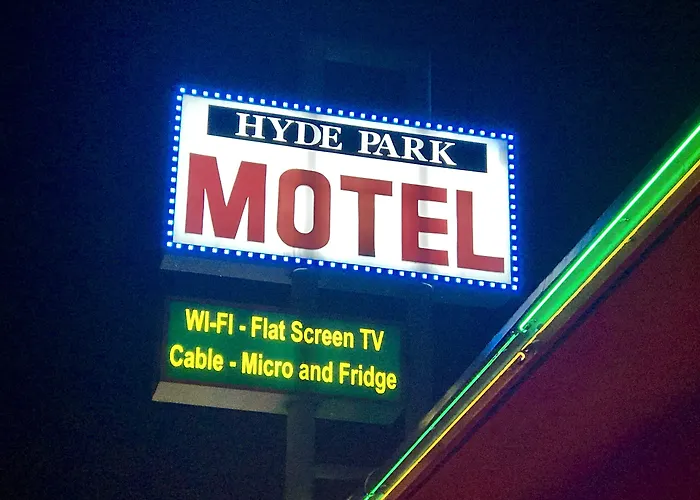 HYDE PARK
MOTEL
WI-FI - Flat Screen TV
Cable - Micro and Fridge